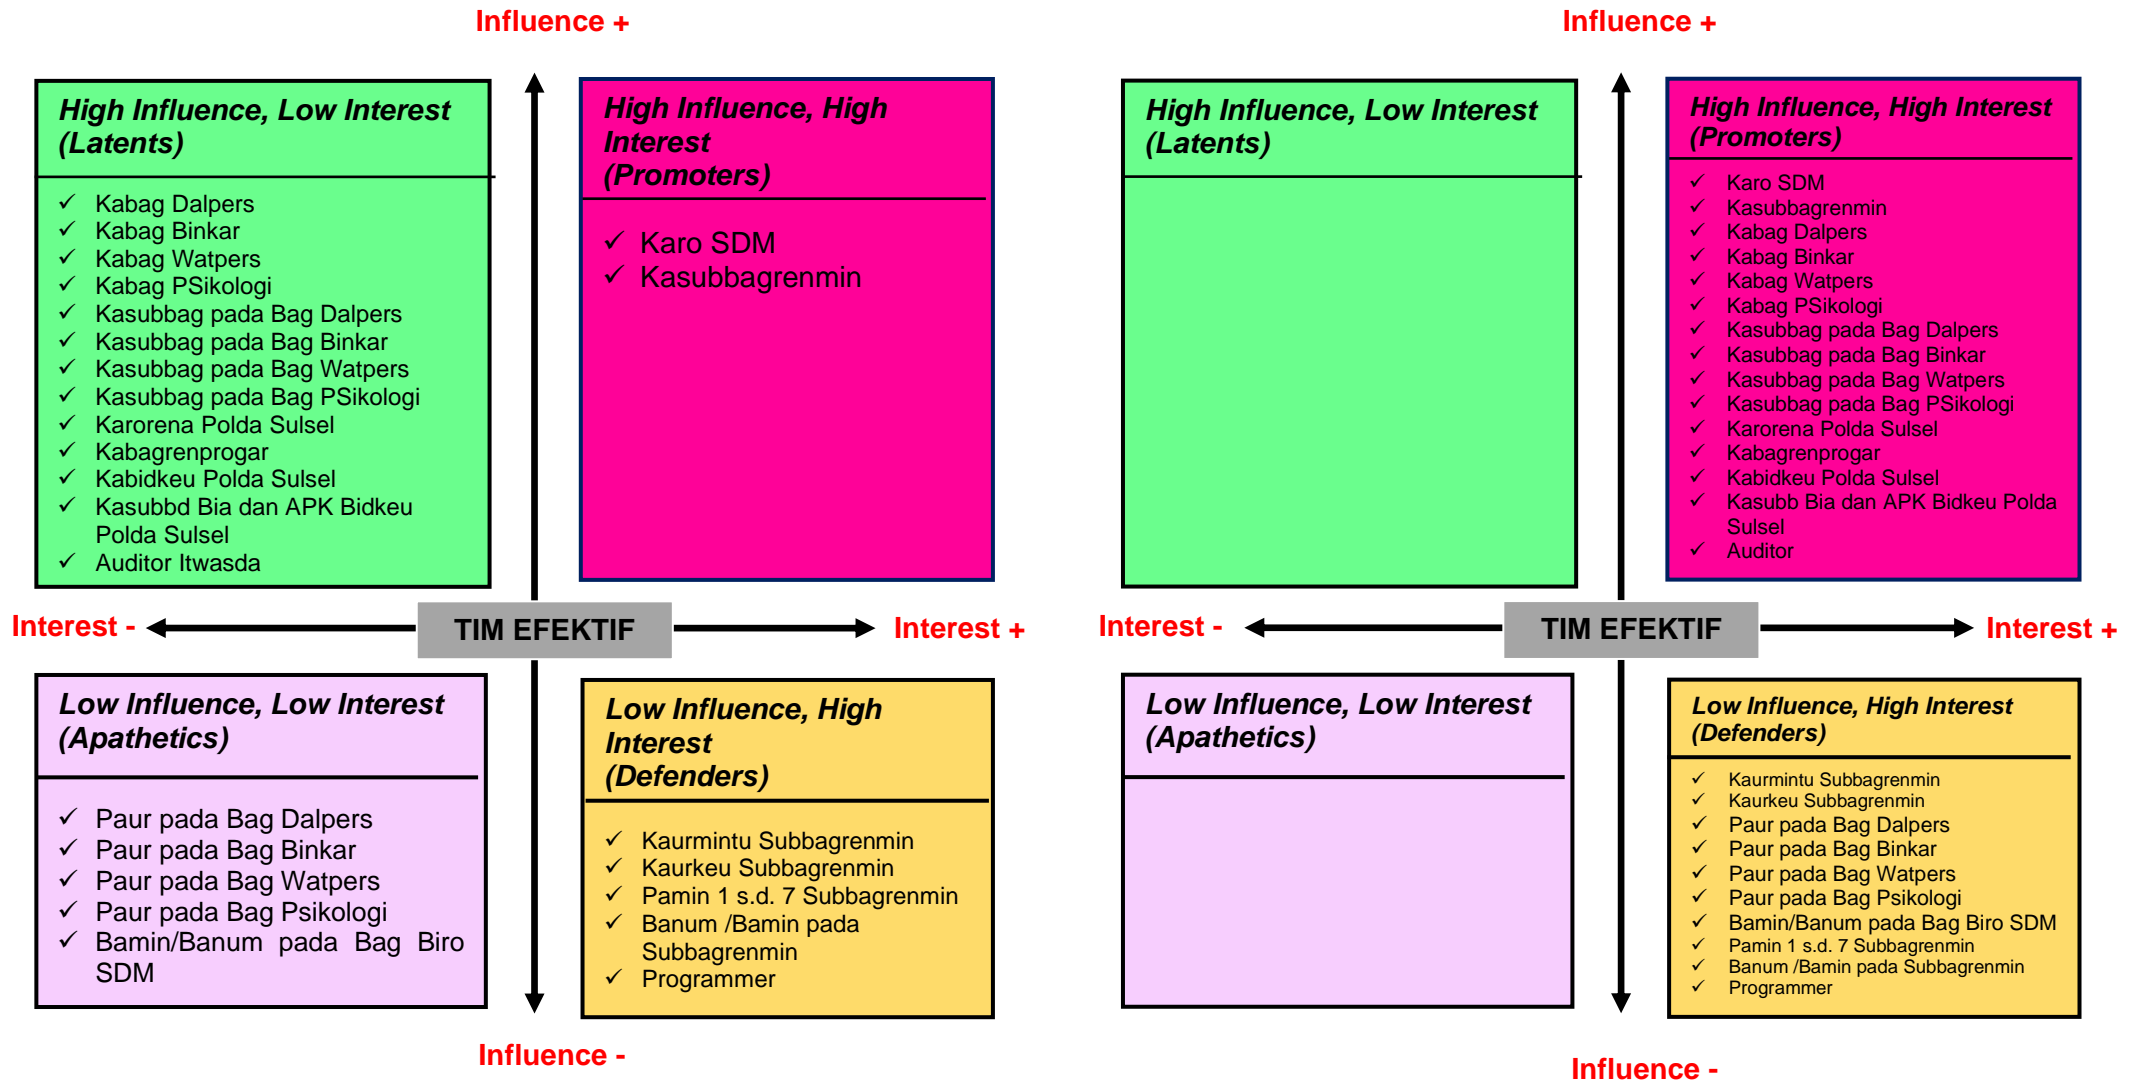 Influence +
High Influence, Low Interest
(Latents)
Kabag Dalpers
Kabag Binkar
Kabag Watpers
Kabag PSikologi
Kasubbag pada Bag Dalpers
Kasubbag pada Bag Binkar
Kasubbag pada Bag Watpers
Kasubbag pada Bag PSikologi
Karorena Polda Sulsel
Kabagrenprogar
Kabidkeu Polda Sulsel
Kasubbd Bia dan APK Bidkeu
Polda Sulsel
Auditor Itwasda
High Influence, High
Interest
(Promoters)
Karo SDM
Kasubbagrenmin
Interest -
TIM EFEKTIF
Interest +
Low Influence, Low Interest
(Apathetics)
Paur pada Bag Dalpers
Paur pada Bag Binkar
Paur pada Bag Watpers
Paur pada Bag Psikologi
Bamin/Banum pada Bag Biro
SDM
Low Influence, High
Interest
(Defenders)
Kaurmintu Subbagrenmin
Kaurkeu Subbagrenmin
Pamin 1 s.d. 7 Subbagrenmin
Banum /Bamin pada
Subbagrenmin
Programmer
Influence -
Influence +
High Influence, Low Interest
(Latents)
High Influence, High Interest
(Promoters)
Karo SDM
Kasubbagrenmin
Kabag Dalpers
Kabag Binkar
Kabag Watpers
Kabag PSikologi
Kasubbag pada Bag Dalpers
Kasubbag pada Bag Binkar
Kasubbag pada Bag Watpers
Kasubbag pada Bag PSikologi
Karorena Polda Sulsel
Kabagrenprogar
Kabidkeu Polda Sulsel
Kasubb Bia dan APK Bidkeu Polda
Sulsel
Auditor
Interest -
TIM EFEKTIF
Interest +
Low Influence, Low Interest
(Apathetics)
Low Influence, High Interest
(Defenders)
Kaurmintu Subbagrenmin
Kaurkeu Subbagrenmin
Paur pada Bag Dalpers
Paur pada Bag Binkar
Paur pada Bag Watpers
Paur pada Bag Psikologi
Bamin/Banum pada Bag Biro SDM
Pamin 1 s.d. 7 Subbagrenmin
Banum /Bamin pada Subbagrenmin
Programmer
Influence -